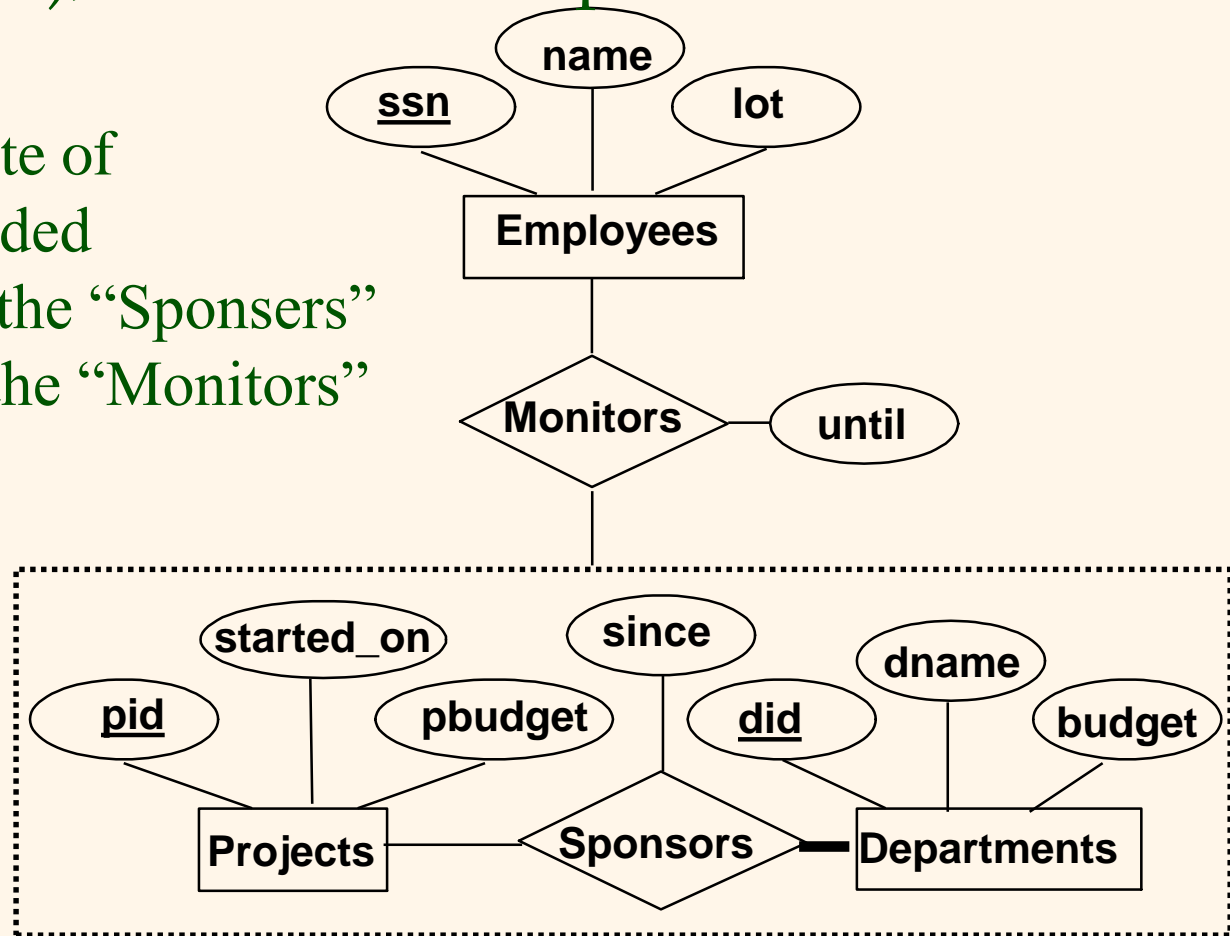 name
ssn
lot
te of
ded
the “Sponsers”
the “Monitors”
Employees
Monitors
until
started_on
since
dname
pid
pbudget
did
budget
Projects
Sponsors
Departments